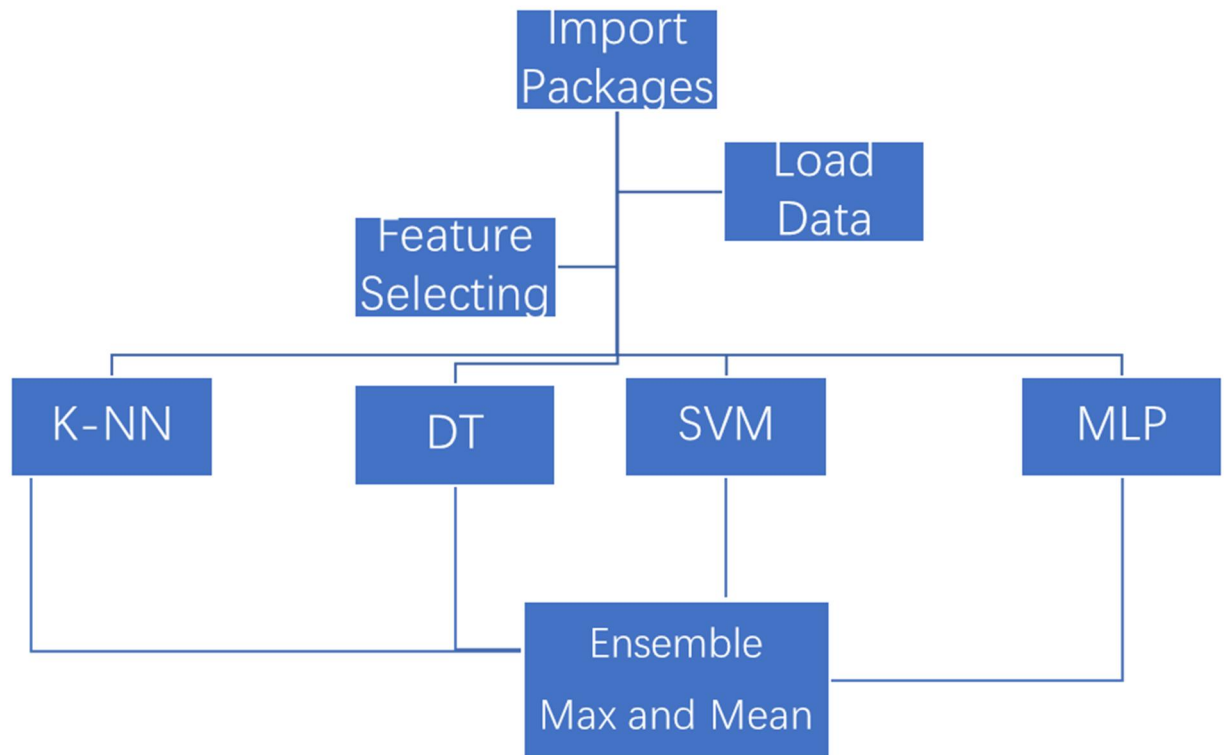 Import
Packages
Load
Data
Feature
Selecting
K-NN
DT
SVM
MLP
Ensemble
Max and Mean